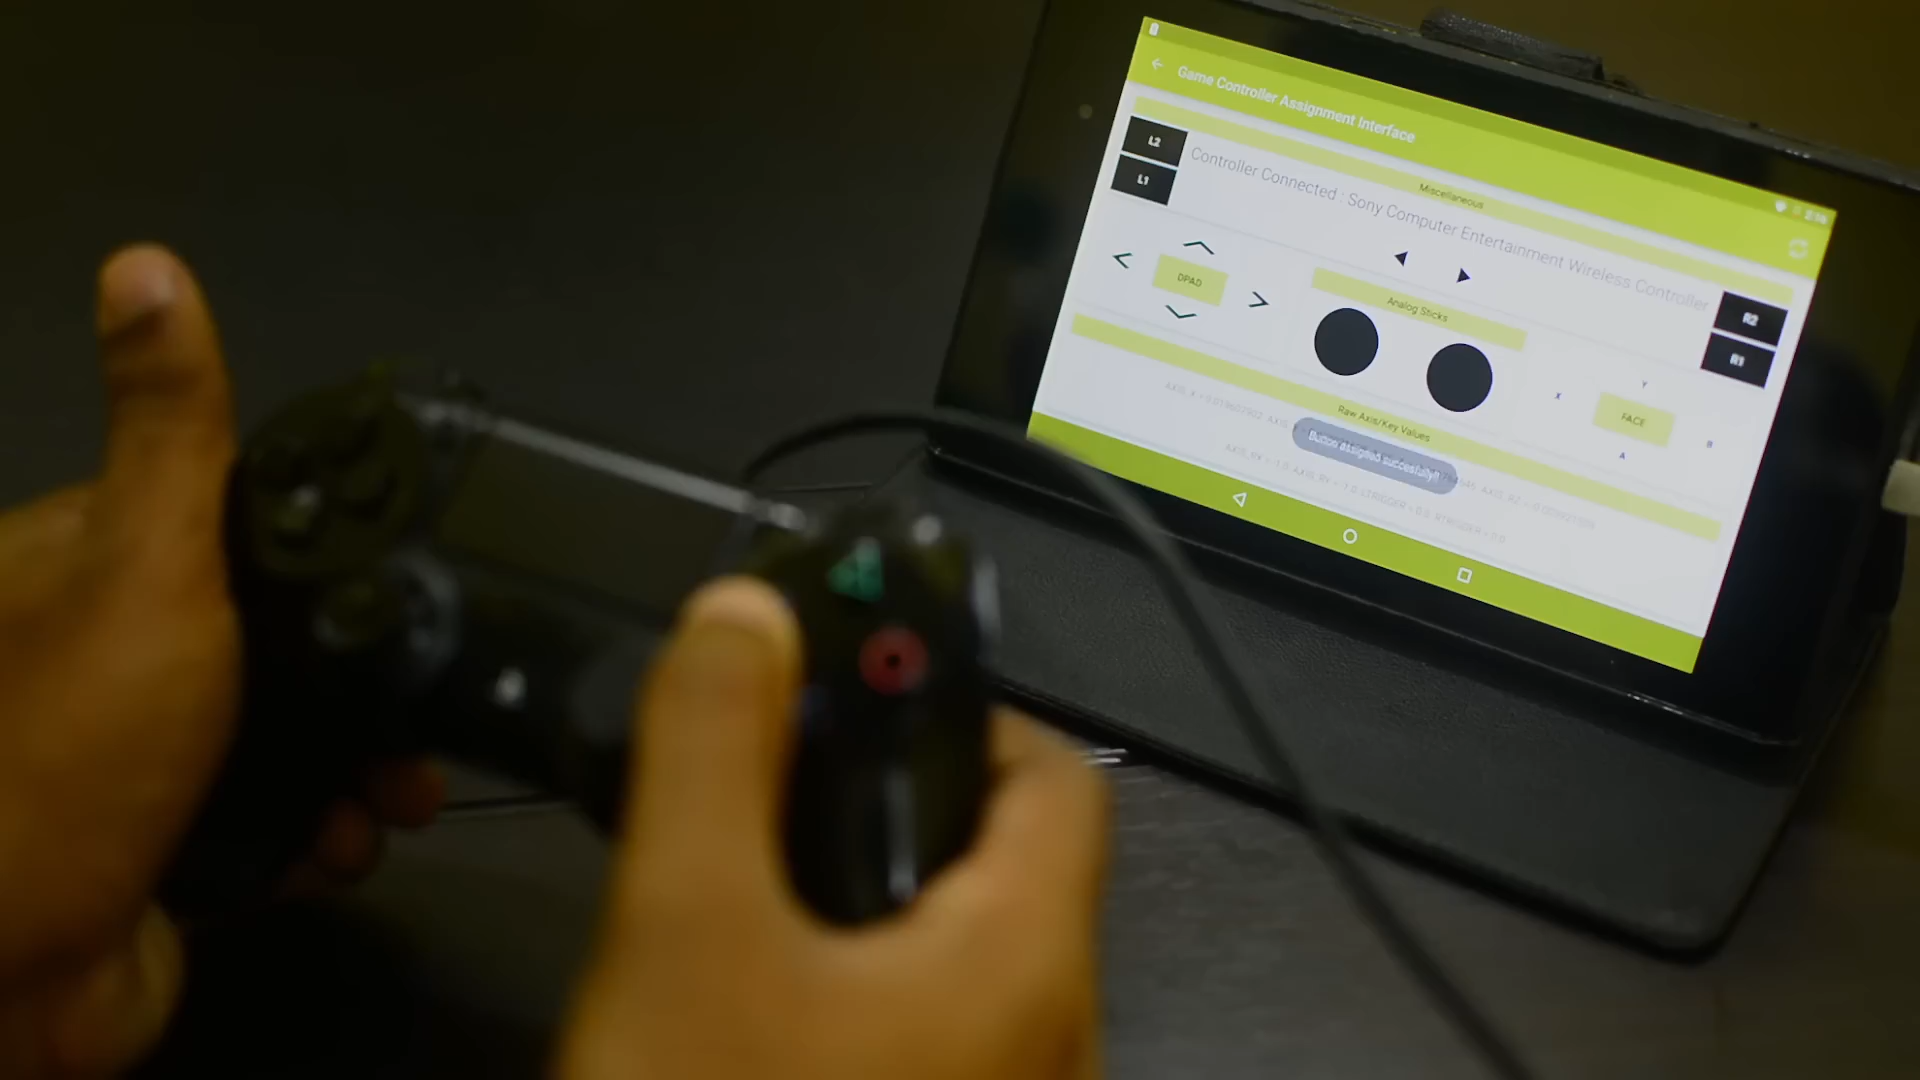 Game Controller Assignment Interface
Miscellaneous
L2
L1
Controller Connected : Sony Computer Entertainment Wireless Controller
R2
R1
DPAD
Analog Sticks
Y
X
FACE
B
A
Raw Axis/Key Values
Button assigned succesfully!!